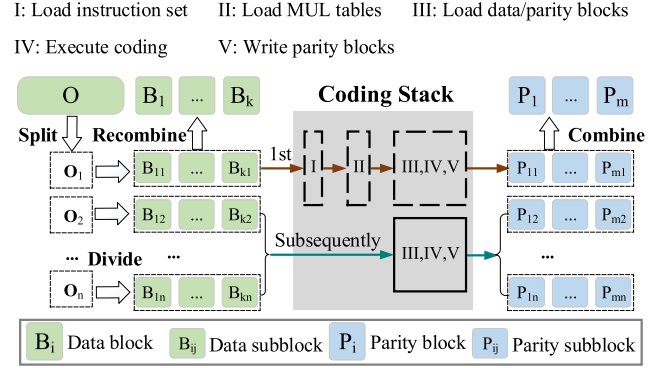 I: Load instruction set II: Load MUL tables III: Load data/parity blocks
IV: Execute coding V: Write parity blocks
O B1 ... Bk Coding Stack P1 ... Pm
Split Recombine Combine
O1 B11 ... Bk1 1st I II III,IV,V P11 ... Pm1
O2 B12 ... Bk2 P12 ... Pm2
Subsequently III,IV,V
... Divide ... ...
On B1n ... Bkn P1n ... Pmn
Bi Data block Bij Data subblock Pi Parity block Pij Parity subblock